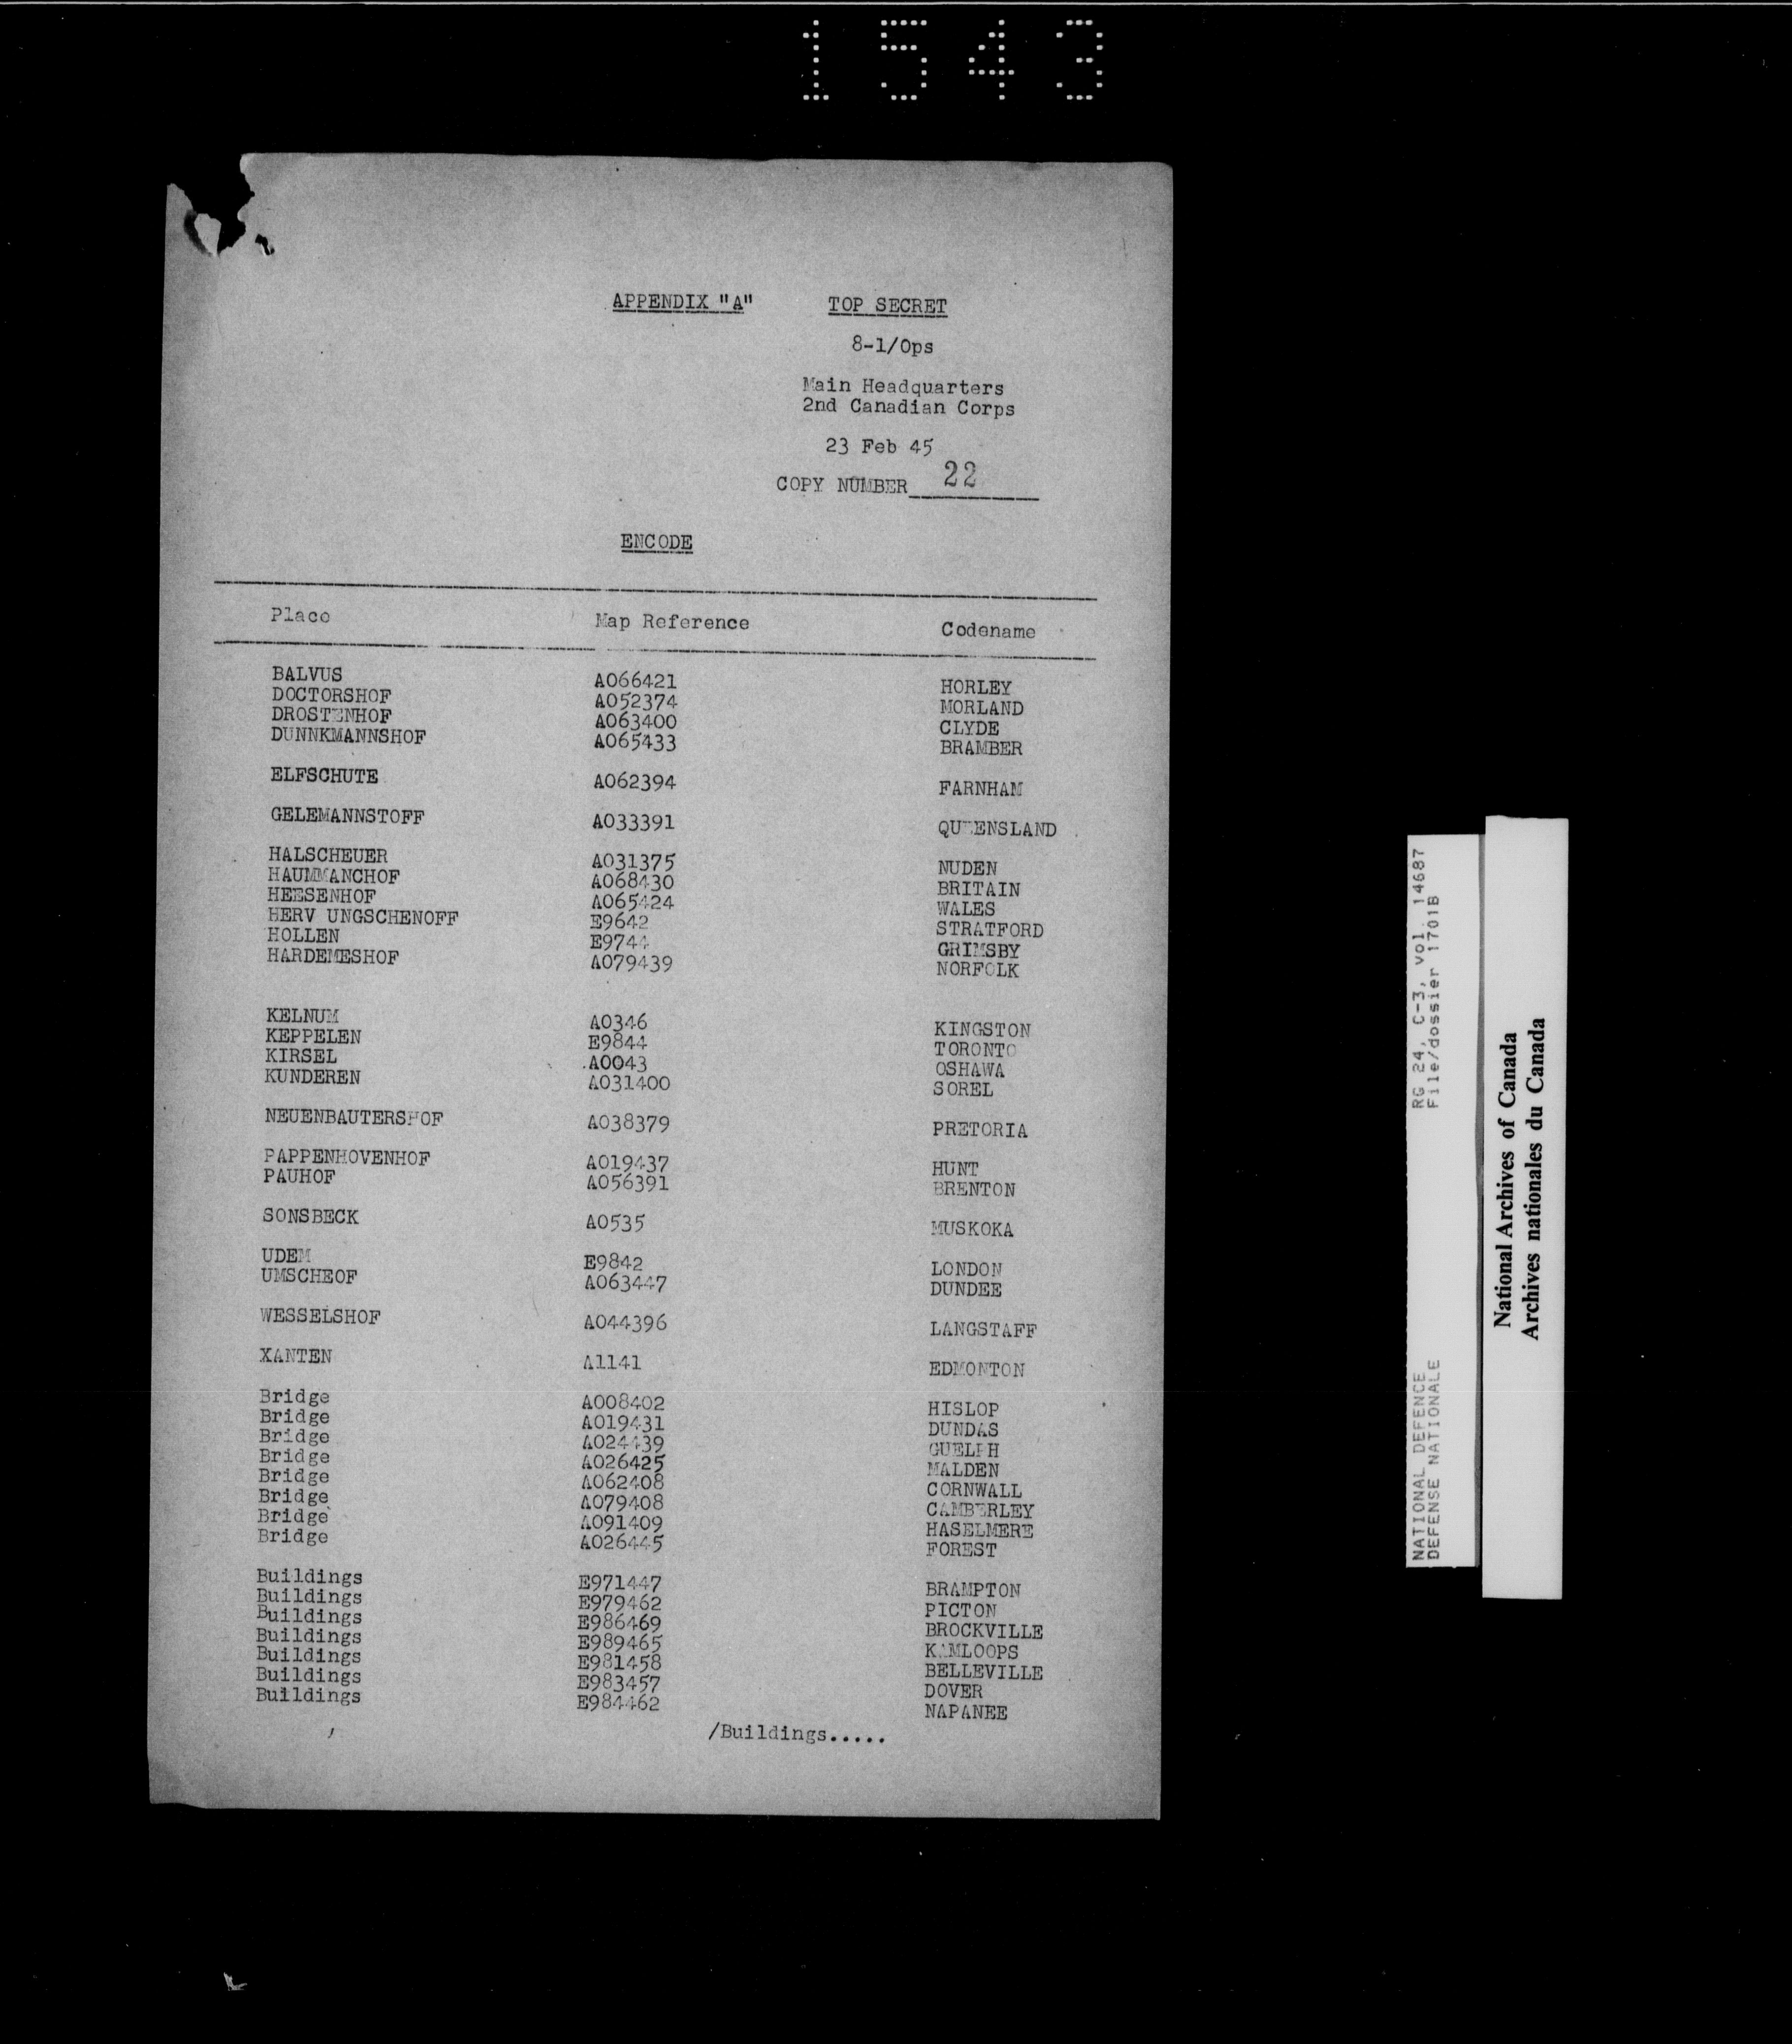 1543
APPENDIX "A" TOP SECRET
8-1/Ops
Main Headquarters
2nd Canadian Corps
23 Feb 45
COPY NUMBER 22
ENCODE
Place Map Reference Codename
BALVUS A066421 HORLEY
DOCTORSHOF A052374 MORLAND
DROSTENHOF A063400 CLYDE
DUNNKMANNSHOF A065433 BRAMBER
ELFSCHUTE A062394 FARNHAM
GELEMANNSTOFF A033391 QUEENSLAND
HALSCHEUER A031375 NUDEN
HAUMMANCHOF A068430 BRITAIN
HEESENHOF A065424 WALES
HERV UNGSCHENOFF E9642 STRATFORD
HOLLEN E9744 GRIMSBY
HARDEMESHOF A079439 NORFOLK
KELNUM A0346 KINGSTON
KEPPELEN E9844 TORONTO
KIRSEL A0043 OSHAWA
KUNDEREN A031400 SOREL
NEUENBAUTERSHOF A038379 PRETORIA
PAPPENHOVENHOF A019437 HUNT
PAUHOF A056391 BRENTON
SONSBECK A0535 MUSKOKA
UDEM E9842 LONDON
UMSCHEOF A063447 DUNDEE
WESSELSHOF A044396 LANGSTAFF
XANTEN A1141 EDMONTON
Bridge A008402 HISLOP
Bridge A019431 DUNDAS
Bridge A024439 GUELPH
Bridge A026425 MALDEN
Bridge A062408 CORNWALL
Bridge A079408 CAMBERLEY
Bridge A091409 HASELMERE
Bridge A026445 FOREST
Buildings E971447 BRAMPTON
Buildings E979462 PICTON
Buildings E986469 BROCKVILLE
Buildings E989465 KAMLOOPS
Buildings E981458 BELLEVILLE
Buildings E983457 DOVER
Buildings E984462 NAPANEE
/Buildings.....
NATIONAL DEFENCE RG 24, C-3, vol. 14687
DEFENSE NATIONALE File/dossier 1701B
National Archives of Canada
Archives nationales du Canada